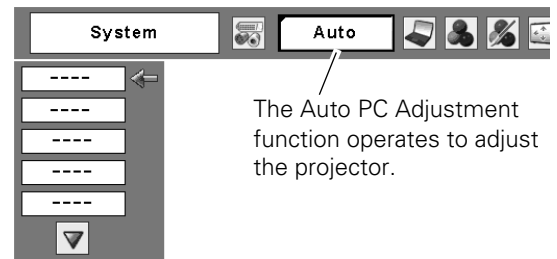 System
Auto
----
----
----
----
----
The Auto PC Adjustment
function operates to adjust
the projector.